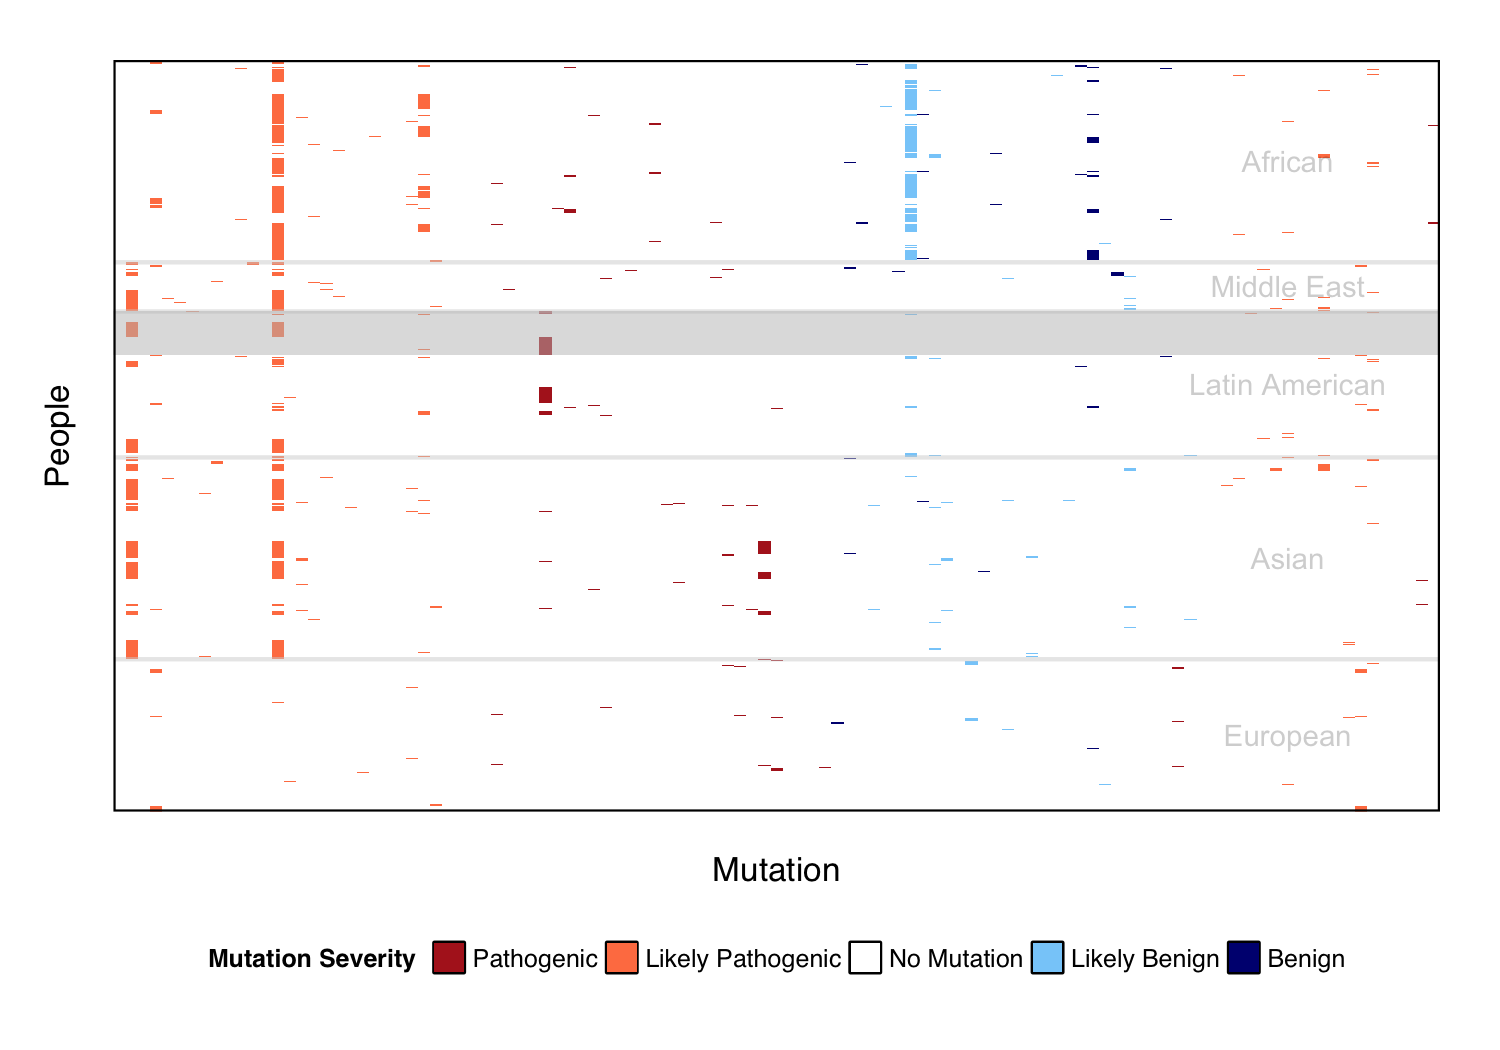 African
Middle East
Latin American
Asian
European
People
Mutation
Mutation Severity Pathogenic Likely Pathogenic No Mutation Likely Benign Benign